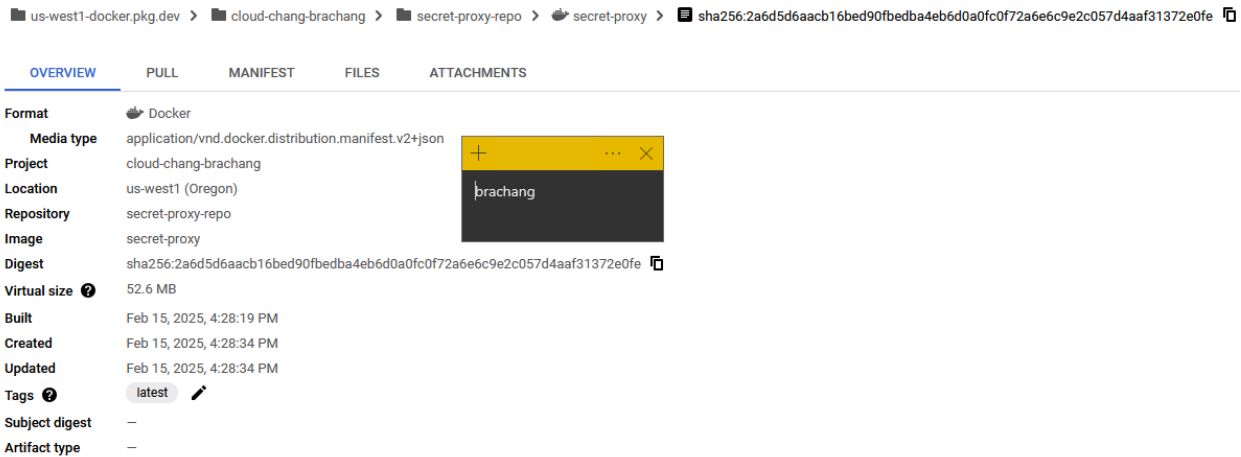 us-west1-docker.pkg.dev > cloud-chang-brachang > secret-proxy-repo > secret-proxy > sha256:2a6d5d6aacb16bed90fbedba4eb6d0a0fc0f72a6e6c9e2c057d4aaf31372e0fe
OVERVIEW PULL MANIFEST FILES ATTACHMENTS
Format Docker
Media type application/vnd.docker.distribution.manifest.v2+json
Project cloud-chang-brachang
Location us-west1 (Oregon)
brachang
Repository secret-proxy-repo
Image secret-proxy
Digest sha256:2a6d5d6aacb16bed90fbedba4eb6d0a0fc0f72a6e6c9e2c057d4aaf31372e0fe
Virtual size 52.6 MB
Built Feb 15, 2025, 4:28:19 PM
Created Feb 15, 2025, 4:28:34 PM
Updated Feb 15, 2025, 4:28:34 PM
Tags latest
Subject digest —
Artifact type —